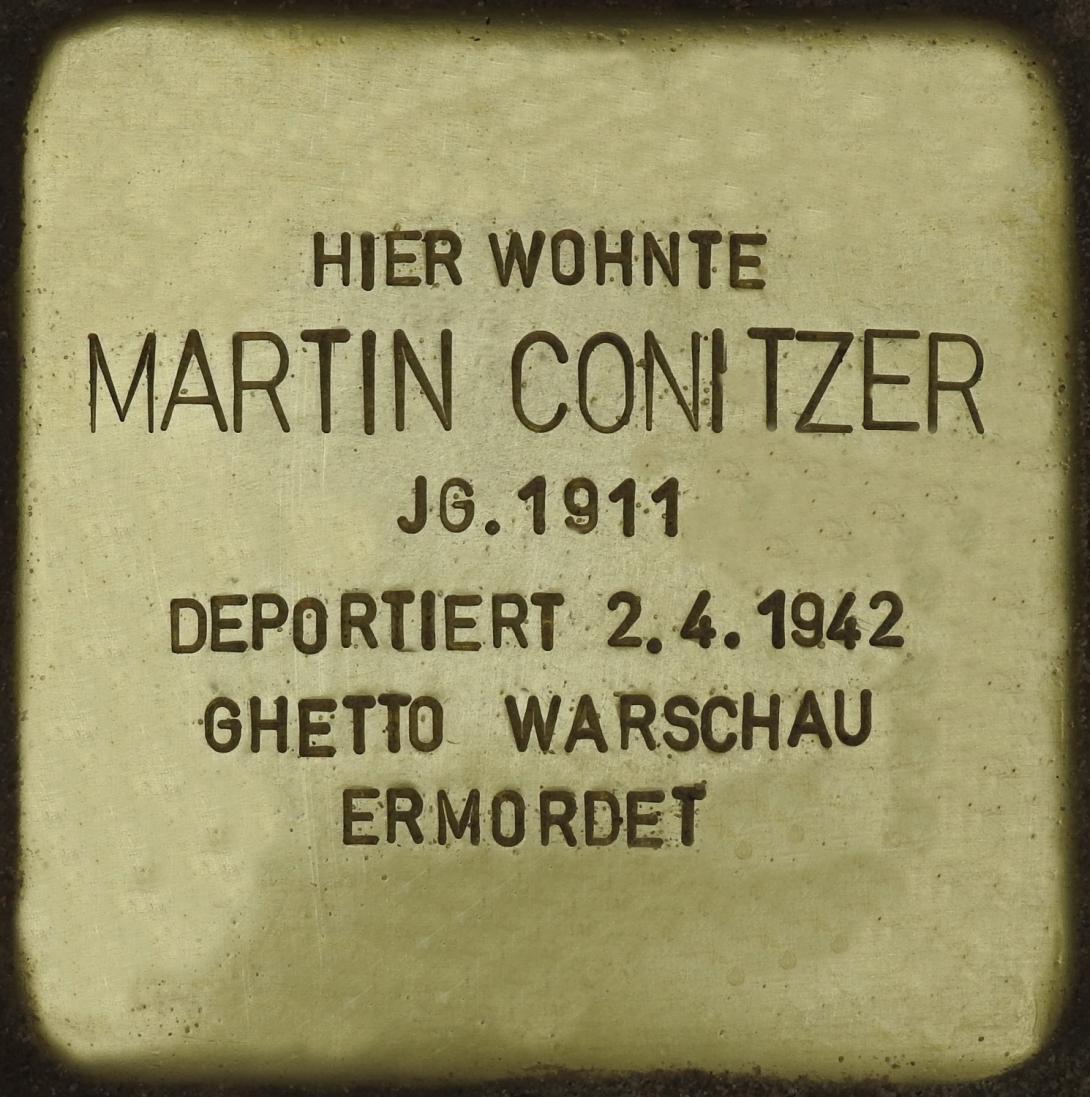 HIER WOHNTE
MARTIN CONITZER
JG. 1911
DEPORTIERT 2.4.1942
GHETTO WARSCHAU
ERMORDET